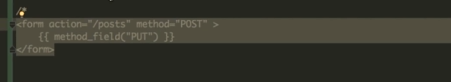 <form action="/posts" method="POST" >
{{ method_field("PUT") }}
</form>